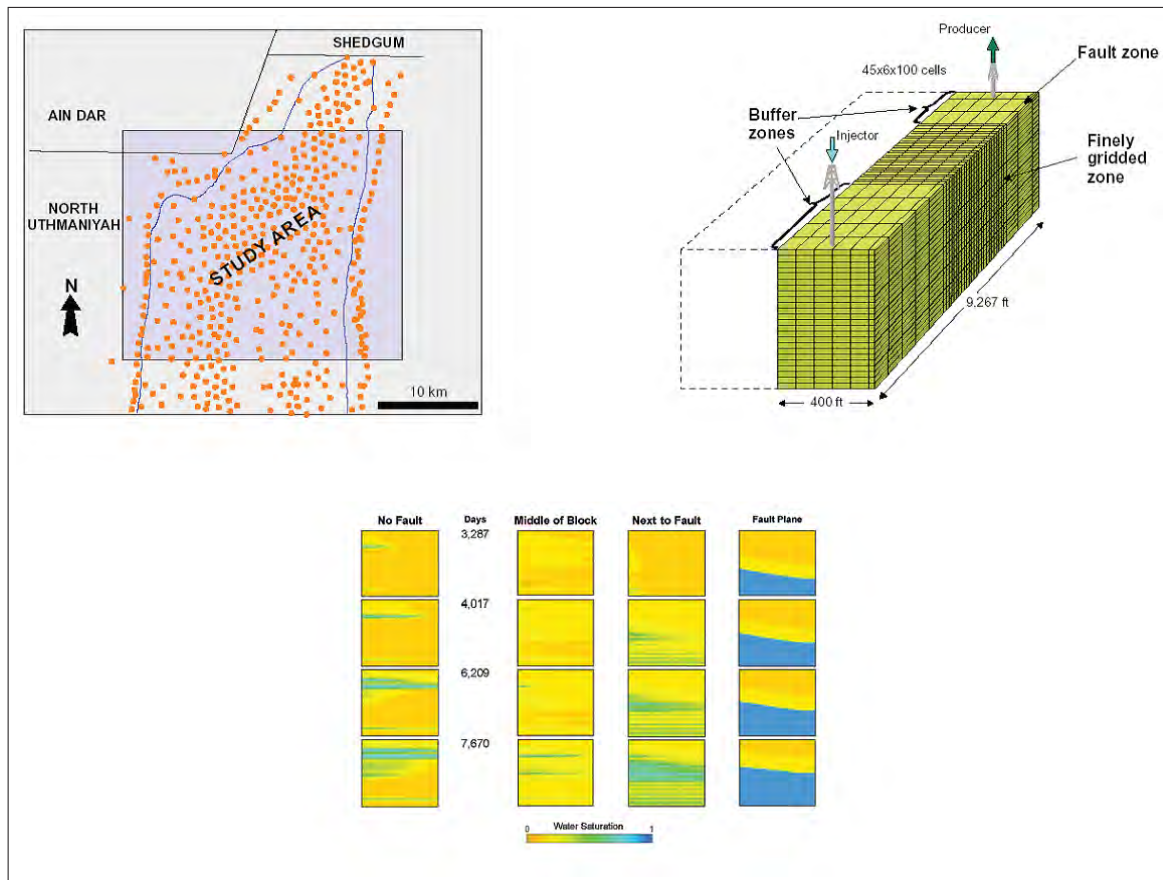 SHEDGUM
AIN DAR
NORTH
UTHMANIYAH
STUDY AREA
N
10 km
Producer
Fault zone
45x6x100 cells
Buffer
zones
Injector
Finely
gridded
zone
9,267 ft
400 ft
No Fault Days Middle of Block Next to Fault Fault Plane
3,287
4,017
6,209
7,670
Water Saturation
0 1